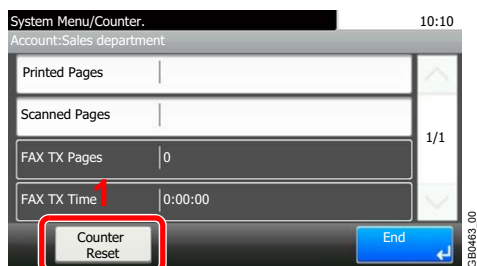 System Menu/Counter.
10:10
Account:Sales department
Printed Pages
Scanned Pages
1/1
FAX TX Pages 0
FAX TX Time 0:00:00
1
Counter
Reset
End
GB0463_00